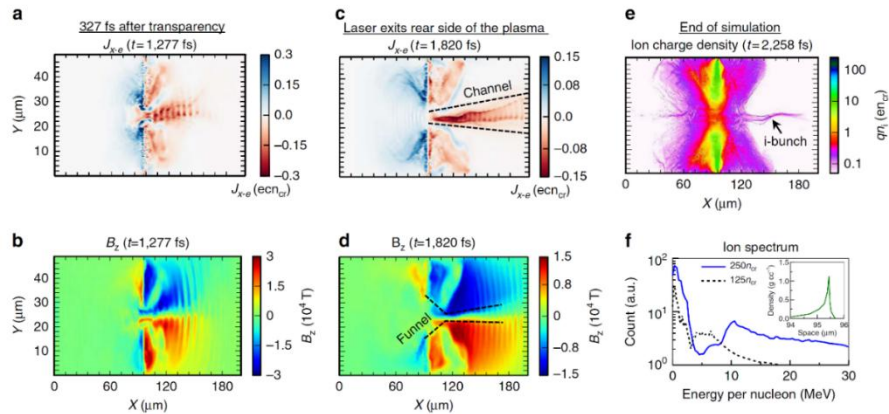 a
327 fs after transparency
J_{x-e} (t=1,277 fs)
Y (μm)
40
30
20
10
0
0.3
0.15
0.00
−0.15
−0.3
J_{x-e} (ecn_{cr})
c
Laser exits rear side of the plasma
J_{x-e} (t=1,820 fs)
Channel
0.15
0.08
0.00
−0.08
−0.15
J_{x-e} (ecn_{cr})
e
End of simulation
Ion charge density (t=2,258 fs)
i-bunch
0 60 120 180
X (μm)
100
10
1
0.1
qn_i (en_{cr})
b
B_z (t=1,277 fs)
Y (μm)
40
30
20
10
0
0 100 200
X (μm)
3
2
0
−2
−3
B_z (10^4 T)
d
B_z (t=1,820 fs)
Funnel
0 60 120 180
X (μm)
1.5
0.8
0.0
−0.8
−1.5
B_z (10^4 T)
f
Ion spectrum
250n_{cr}
125n_{cr}
Count (a.u.)
10^2
10^1
10^0
0 10 20 30
Energy per nucleon (MeV)
Density (g cc^{−1})
1.5
1.0
0.5
0.0
94 95 96
Space (μm)